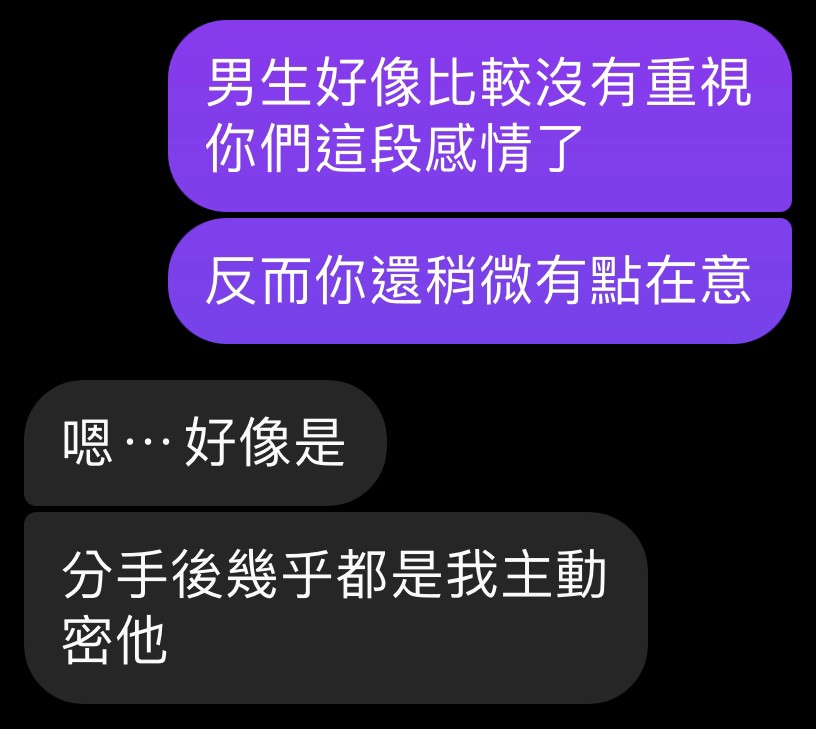 男生好像比較沒有重視
你們這段感情了
反而你還稍微有點在意
嗯⋯好像是
分手後幾乎都是我主動
密他